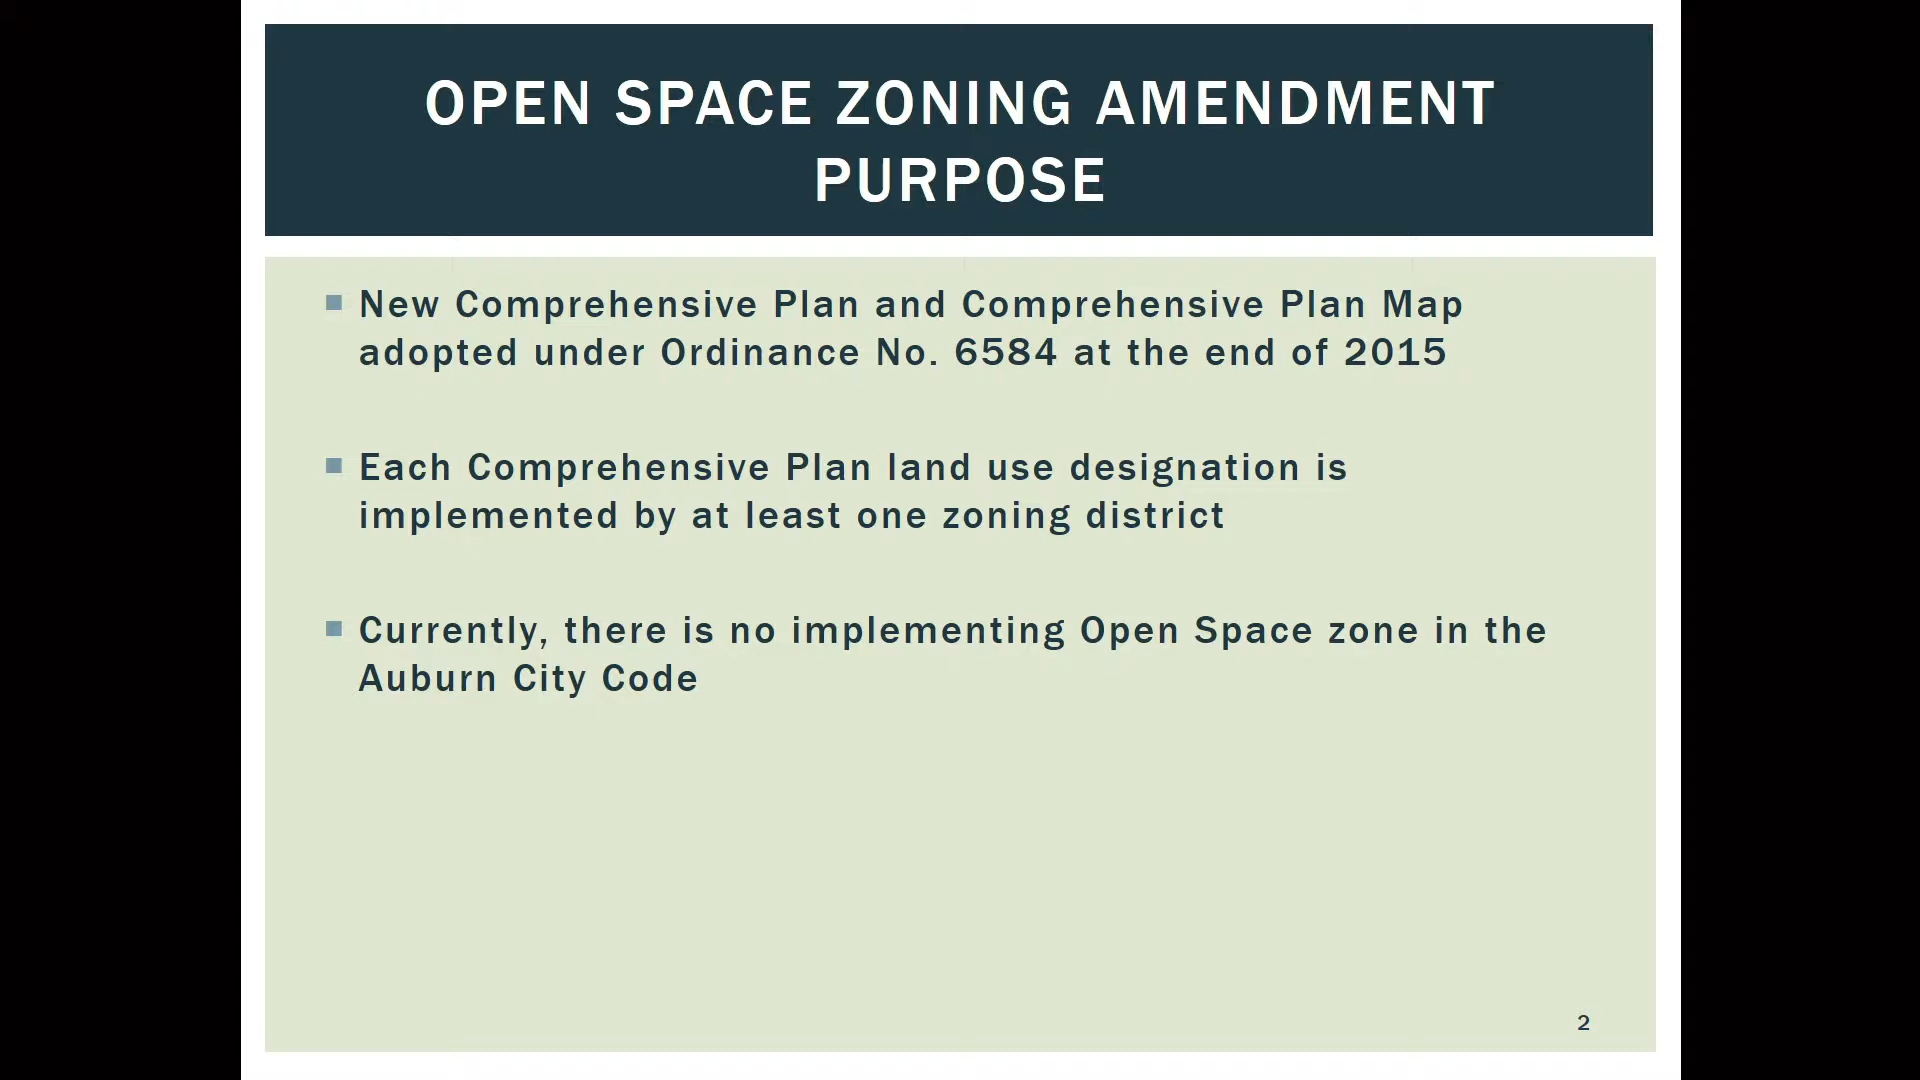 OPEN SPACE ZONING AMENDMENT
PURPOSE
New Comprehensive Plan and Comprehensive Plan Map
adopted under Ordinance No. 6584 at the end of 2015
Each Comprehensive Plan land use designation is
implemented by at least one zoning district
Currently, there is no implementing Open Space zone in the
Auburn City Code
2